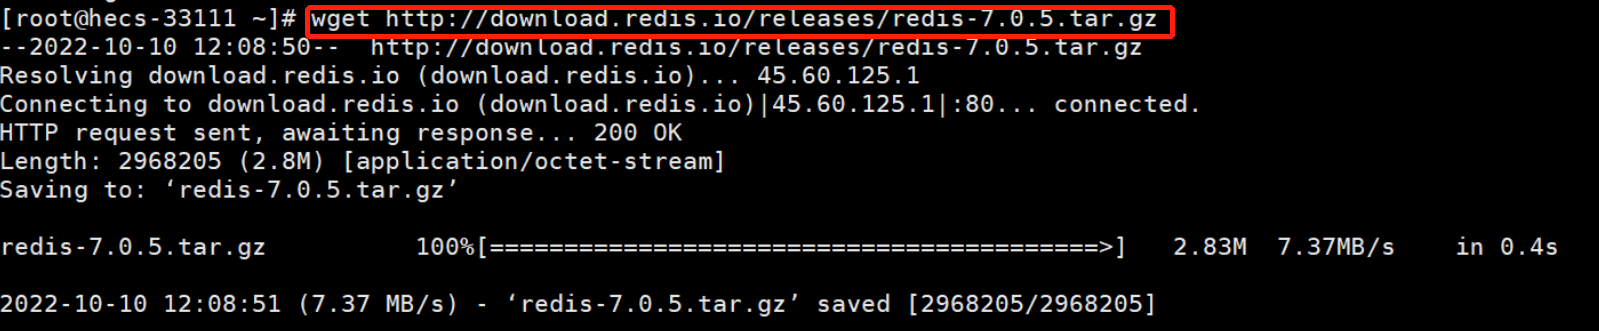 [root@hecs-33111 ~]# wget http://download.redis.io/releases/redis-7.0.5.tar.gz
--2022-10-10 12:08:50--  http://download.redis.io/releases/redis-7.0.5.tar.gz
Resolving download.redis.io (download.redis.io)... 45.60.125.1
Connecting to download.redis.io (download.redis.io)|45.60.125.1|:80... connected.
HTTP request sent, awaiting response... 200 OK
Length: 2968205 (2.8M) [application/octet-stream]
Saving to: ‘redis-7.0.5.tar.gz’
redis-7.0.5.tar.gz          100%[=========================================>]   2.83M  7.37MB/s    in 0.4s
2022-10-10 12:08:51 (7.37 MB/s) - ‘redis-7.0.5.tar.gz’ saved [2968205/2968205]